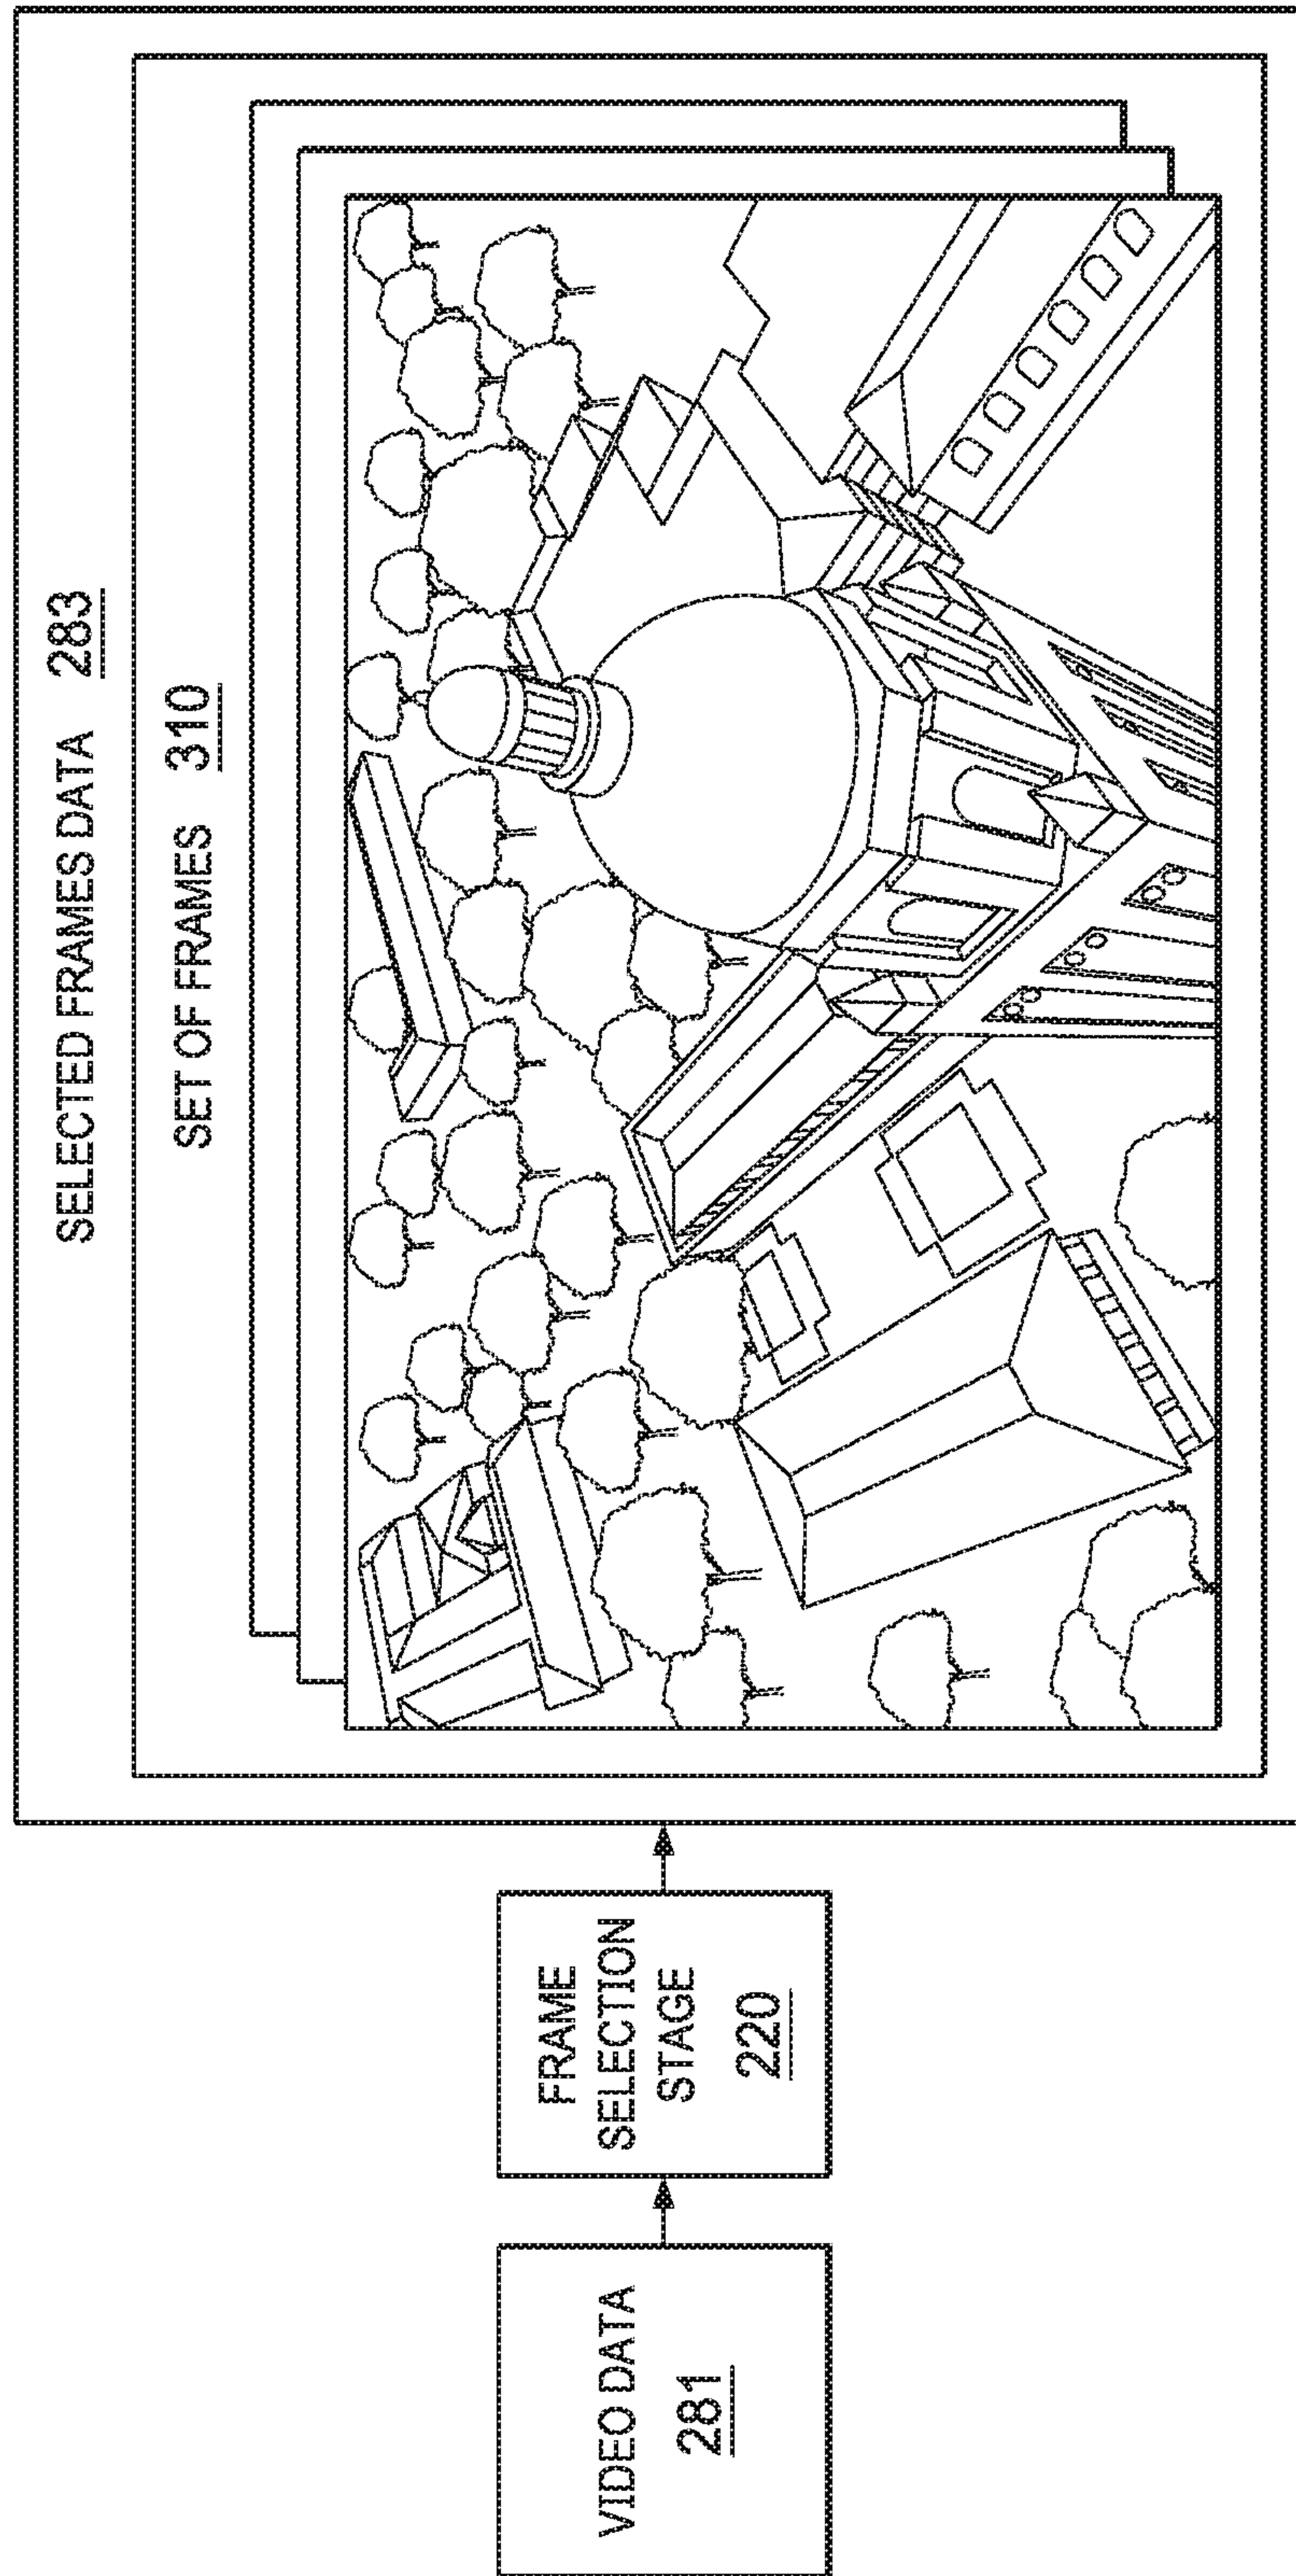 VIDEO DATA
281
FRAME
SELECTION
STAGE
220
SELECTED FRAMES DATA 283
SET OF FRAMES 310